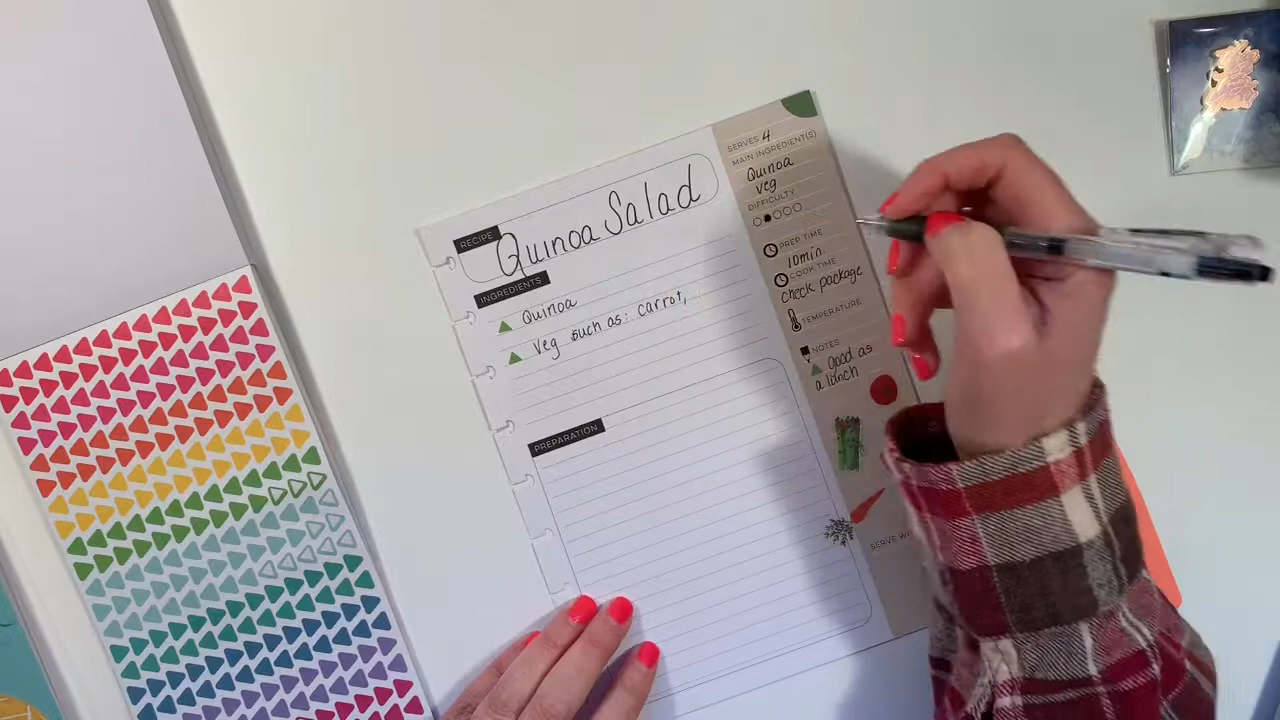 RECIPE
Quinoa Salad
INGREDIENTS
Quinoa
Veg such as: carrot,
PREPARATION
SERVES 4
MAIN INGREDIENT(S)
Quinoa
veg
DIFFICULTY
PREP TIME
10min
COOK TIME
check package
TEMPERATURE
NOTES
good as
a lunch